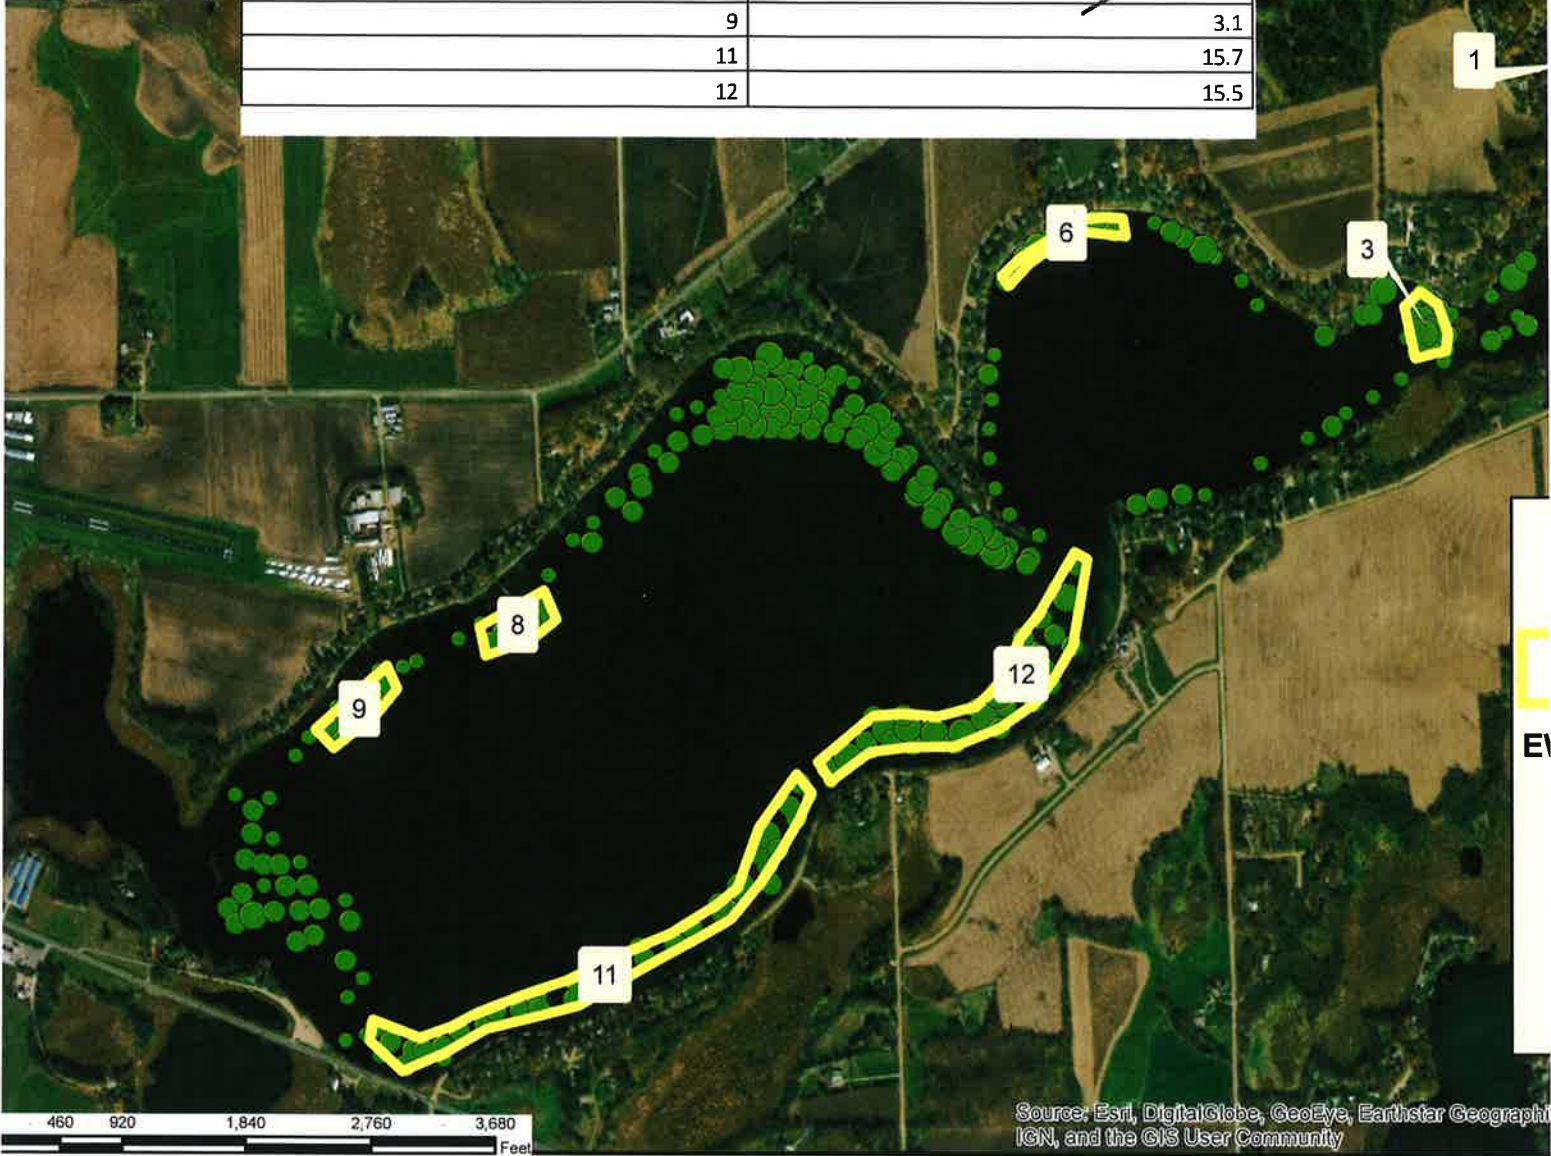 9 3.1
11 15.7
12 15.5
1
6
3
8
12
9
E
11
460 920 1,840 2,760 3,680
Feet
Source: Esri, DigitalGlobe, GeoEye, Earthstar Geographi
IGN, and the GIS User Community